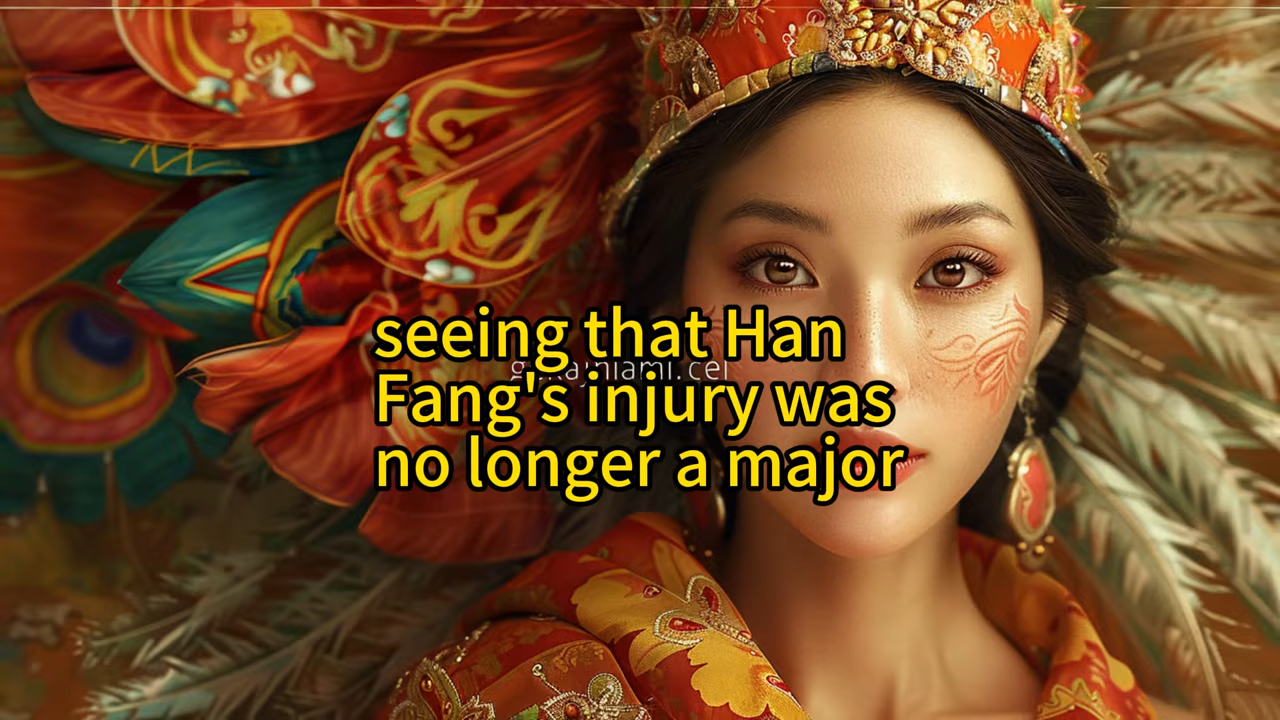 seeing that Han
Fang's injury was
no longer a major